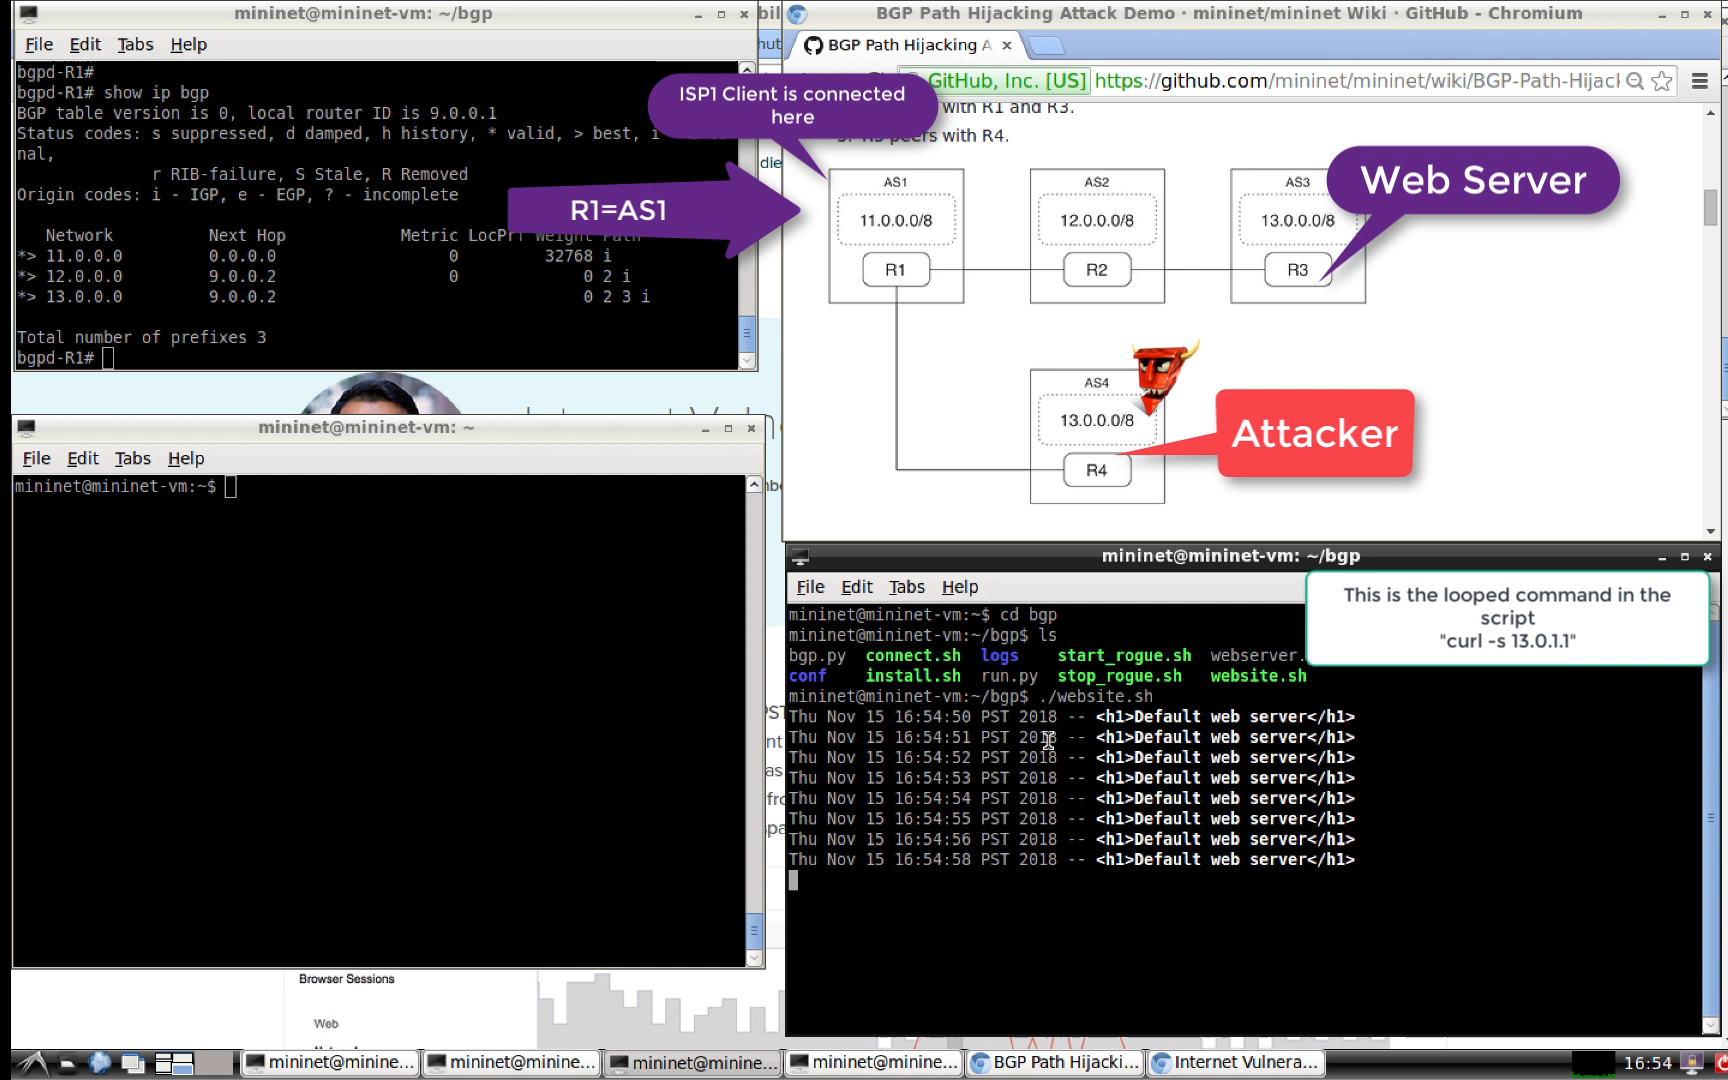 mininet@mininet-vm: ~/bgp
File Edit Tabs Help
bgpd-R1#
bgpd-R1# show ip bgp
BGP table version is 0, local router ID is 9.0.0.1
Status codes: s suppressed, d damped, h history, * valid, > best, i
nal,
r RIB-failure, S Stale, R Removed
Origin codes: i - IGP, e - EGP, ? - incomplete
Network Next Hop Metric LocPrf Weight Path
*> 11.0.0.0 0.0.0.0 0 32768 i
*> 12.0.0.0 9.0.0.2 0 0 2 i
*> 13.0.0.0 9.0.0.2 0 2 3 i
Total number of prefixes 3
bgpd-R1#
ISP1 Client is connected
here
R1=AS1
BGP Path Hijacking Attack Demo · mininet/mininet Wiki · GitHub - Chromium
BGP Path Hijacking A
GitHub, Inc. [US] https://github.com/mininet/mininet/wiki/BGP-Path-Hijack
with R1 and R3.
peers with R4.
AS1 AS2 AS3
11.0.0.0/8 12.0.0.0/8 13.0.0.0/8
R1 R2 R3
Web Server
AS4
13.0.0.0/8
R4
Attacker
mininet@mininet-vm: ~
File Edit Tabs Help
mininet@mininet-vm:~$
mininet@mininet-vm: ~/bgp
File Edit Tabs Help
This is the looped command in the
script
"curl -s 13.0.1.1"
mininet@mininet-vm:~$ cd bgp
mininet@mininet-vm:~/bgp$ ls
bgp.py connect.sh logs start_rogue.sh webserver.
conf install.sh run.py stop_rogue.sh website.sh
mininet@mininet-vm:~/bgp$ ./website.sh
Thu Nov 15 16:54:50 PST 2018 -- <h1>Default web server</h1>
Thu Nov 15 16:54:51 PST 2018 -- <h1>Default web server</h1>
Thu Nov 15 16:54:52 PST 2018 -- <h1>Default web server</h1>
Thu Nov 15 16:54:53 PST 2018 -- <h1>Default web server</h1>
Thu Nov 15 16:54:54 PST 2018 -- <h1>Default web server</h1>
Thu Nov 15 16:54:55 PST 2018 -- <h1>Default web server</h1>
Thu Nov 15 16:54:56 PST 2018 -- <h1>Default web server</h1>
Thu Nov 15 16:54:58 PST 2018 -- <h1>Default web server</h1>
Browser Sessions
Web
mininet@minine... mininet@minine... mininet@minine... mininet@minine... BGP Path Hijacki... Internet Vulnera... 16:54